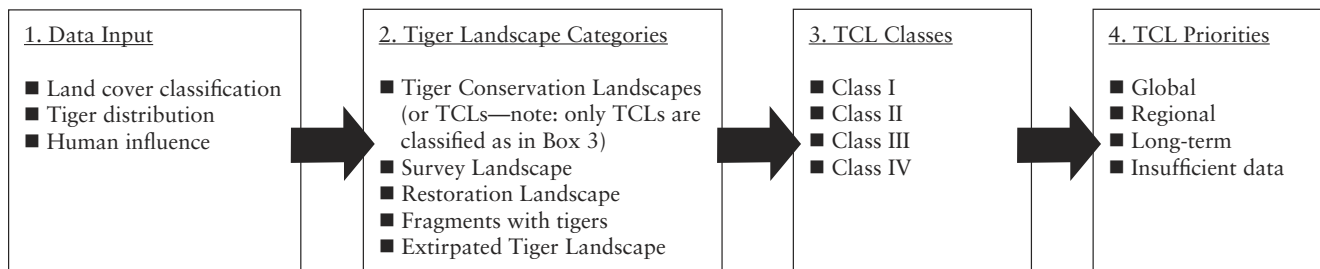 1. Data Input
■ Land cover classification
■ Tiger distribution
■ Human influence
2. Tiger Landscape Categories
■ Tiger Conservation Landscapes
(or TCLs—note: only TCLs are
classified as in Box 3)
■ Survey Landscape
■ Restoration Landscape
■ Fragments with tigers
■ Extirpated Tiger Landscape
3. TCL Classes
■ Class I
■ Class II
■ Class III
■ Class IV
4. TCL Priorities
■ Global
■ Regional
■ Long-term
■ Insufficient data